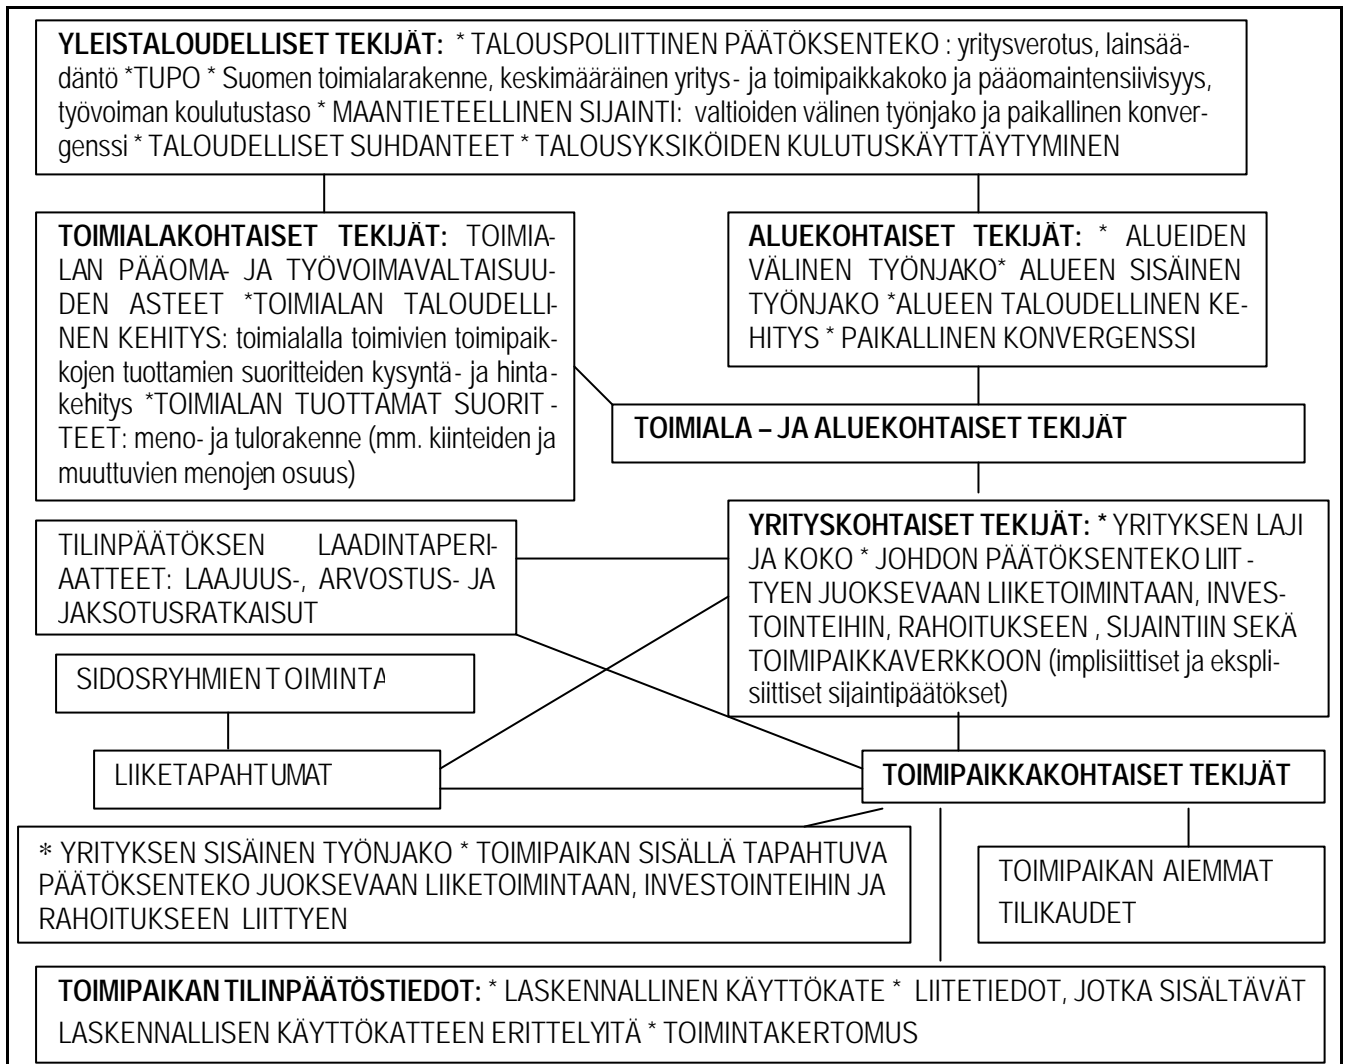 YLEISTALOUDELLISET TEKIJÄT: * TALOUSPOLIITTINEN PÄÄTÖKSENTEKO : yritysverotus, lainsää-
däntö *TUPO * Suomen toimialarakenne, keskimääräinen yritys- ja toimipaikkakoko ja pääomaintensiivisyys,
työvoiman koulutustaso * MAANTIETEELLINEN SIJAINTI: valtioiden välinen työnjako ja paikallinen konver-
genssi * TALOUDELLISET SUHDANTEET * TALOUSYKSIKÖIDEN KULUTUSKÄYTTÄYTYMINEN
TOIMIALAKOHTAISET TEKIJÄT: TOIMIA-
LAN PÄÄOMA- JA TYÖVOIMAVALTAISUU-
DEN ASTEET *TOIMIALAN TALOUDELLI-
NEN KEHITYS: toimialalla toimivien toimipaik-
kojen tuottamien suoritteiden kysyntä- ja hinta-
kehitys *TOIMIALAN TUOTTAMAT SUORIT-
TEET: meno- ja tulorakenne (mm. kiinteiden ja
muuttuvien menojen osuus)
ALUEKOHTAISET TEKIJÄT: * ALUEIDEN
VÄLINEN TYÖNJAKO* ALUEEN SISÄINEN
TYÖNJAKO *ALUEEN TALOUDELLINEN KE-
HITYS * PAIKALLINEN KONVERGENSSI
TOIMIALA – JA ALUEKOHTAISET TEKIJÄT
TILINPÄÄTÖKSEN LAADINTAPERI-
AATTEET: LAAJUUS-, ARVOSTUS- JA
JAKSOTUSRATKAISUT
YRITYSKOHTAISET TEKIJÄT: * YRITYKSEN LAJI
JA KOKO * JOHDON PÄÄTÖKSENTEKO LIIT-
TYEN JUOKSEVAAN LIIKETOIMINTAAN, INVES-
TOINTEIHIN, RAHOITUKSEEN , SIJAINTIIN SEKÄ
TOIMIPAIKKAVERKKOON (implisiittiset ja ekspli-
siittiset sijaintipäätökset)
SIDOSRYHMIEN TOIMINTA
LIIKETAPAHTUMAT
TOIMIPAIKKAKOHTAISET TEKIJÄT
* YRITYKSEN SISÄINEN TYÖNJAKO * TOIMIPAIKAN SISÄLLÄ TAPAHTUVA
PÄÄTÖKSENTEKO JUOKSEVAAN LIIKETOIMINTAAN, INVESTOINTEIHIN JA
RAHOITUKSEEN LIITTYEN
TOIMIPAIKAN AIEMMAT
TILIKAUDET
TOIMIPAIKAN TILINPÄÄTÖSTIEDOT: * LASKENNALLINEN KÄYTTÖKATE * LIITETIEDOT, JOTKA SISÄLTÄVÄT
LASKENNALLISEN KÄYTTÖKATTEEN ERITTELYITÄ * TOIMINTAKERTOMUS